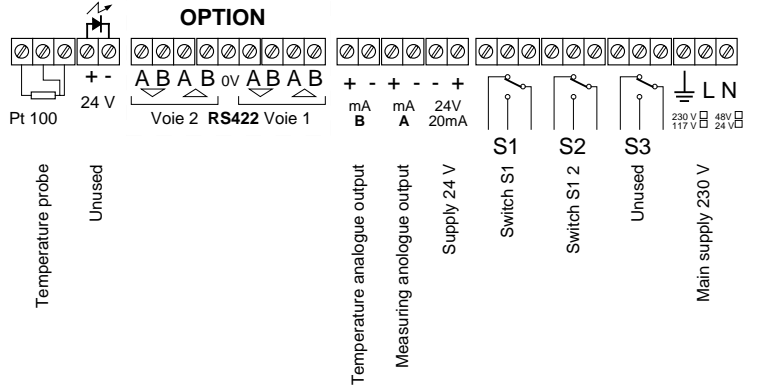 OPTION
+ -
24 V
Pt 100
A B A B 0V A B A B
Voie 2 RS422 Voie 1
+ - + - - +
mA
B
mA
A
24V
20mA
S1
S2
S3
L N
230 V 48V
117 V 24 V
Temperature probe
Unused
Temperature analogue output
Measuring anologue output
Supply 24 V
Switch S1
Switch S1 2
Unused
Main supply 230 V